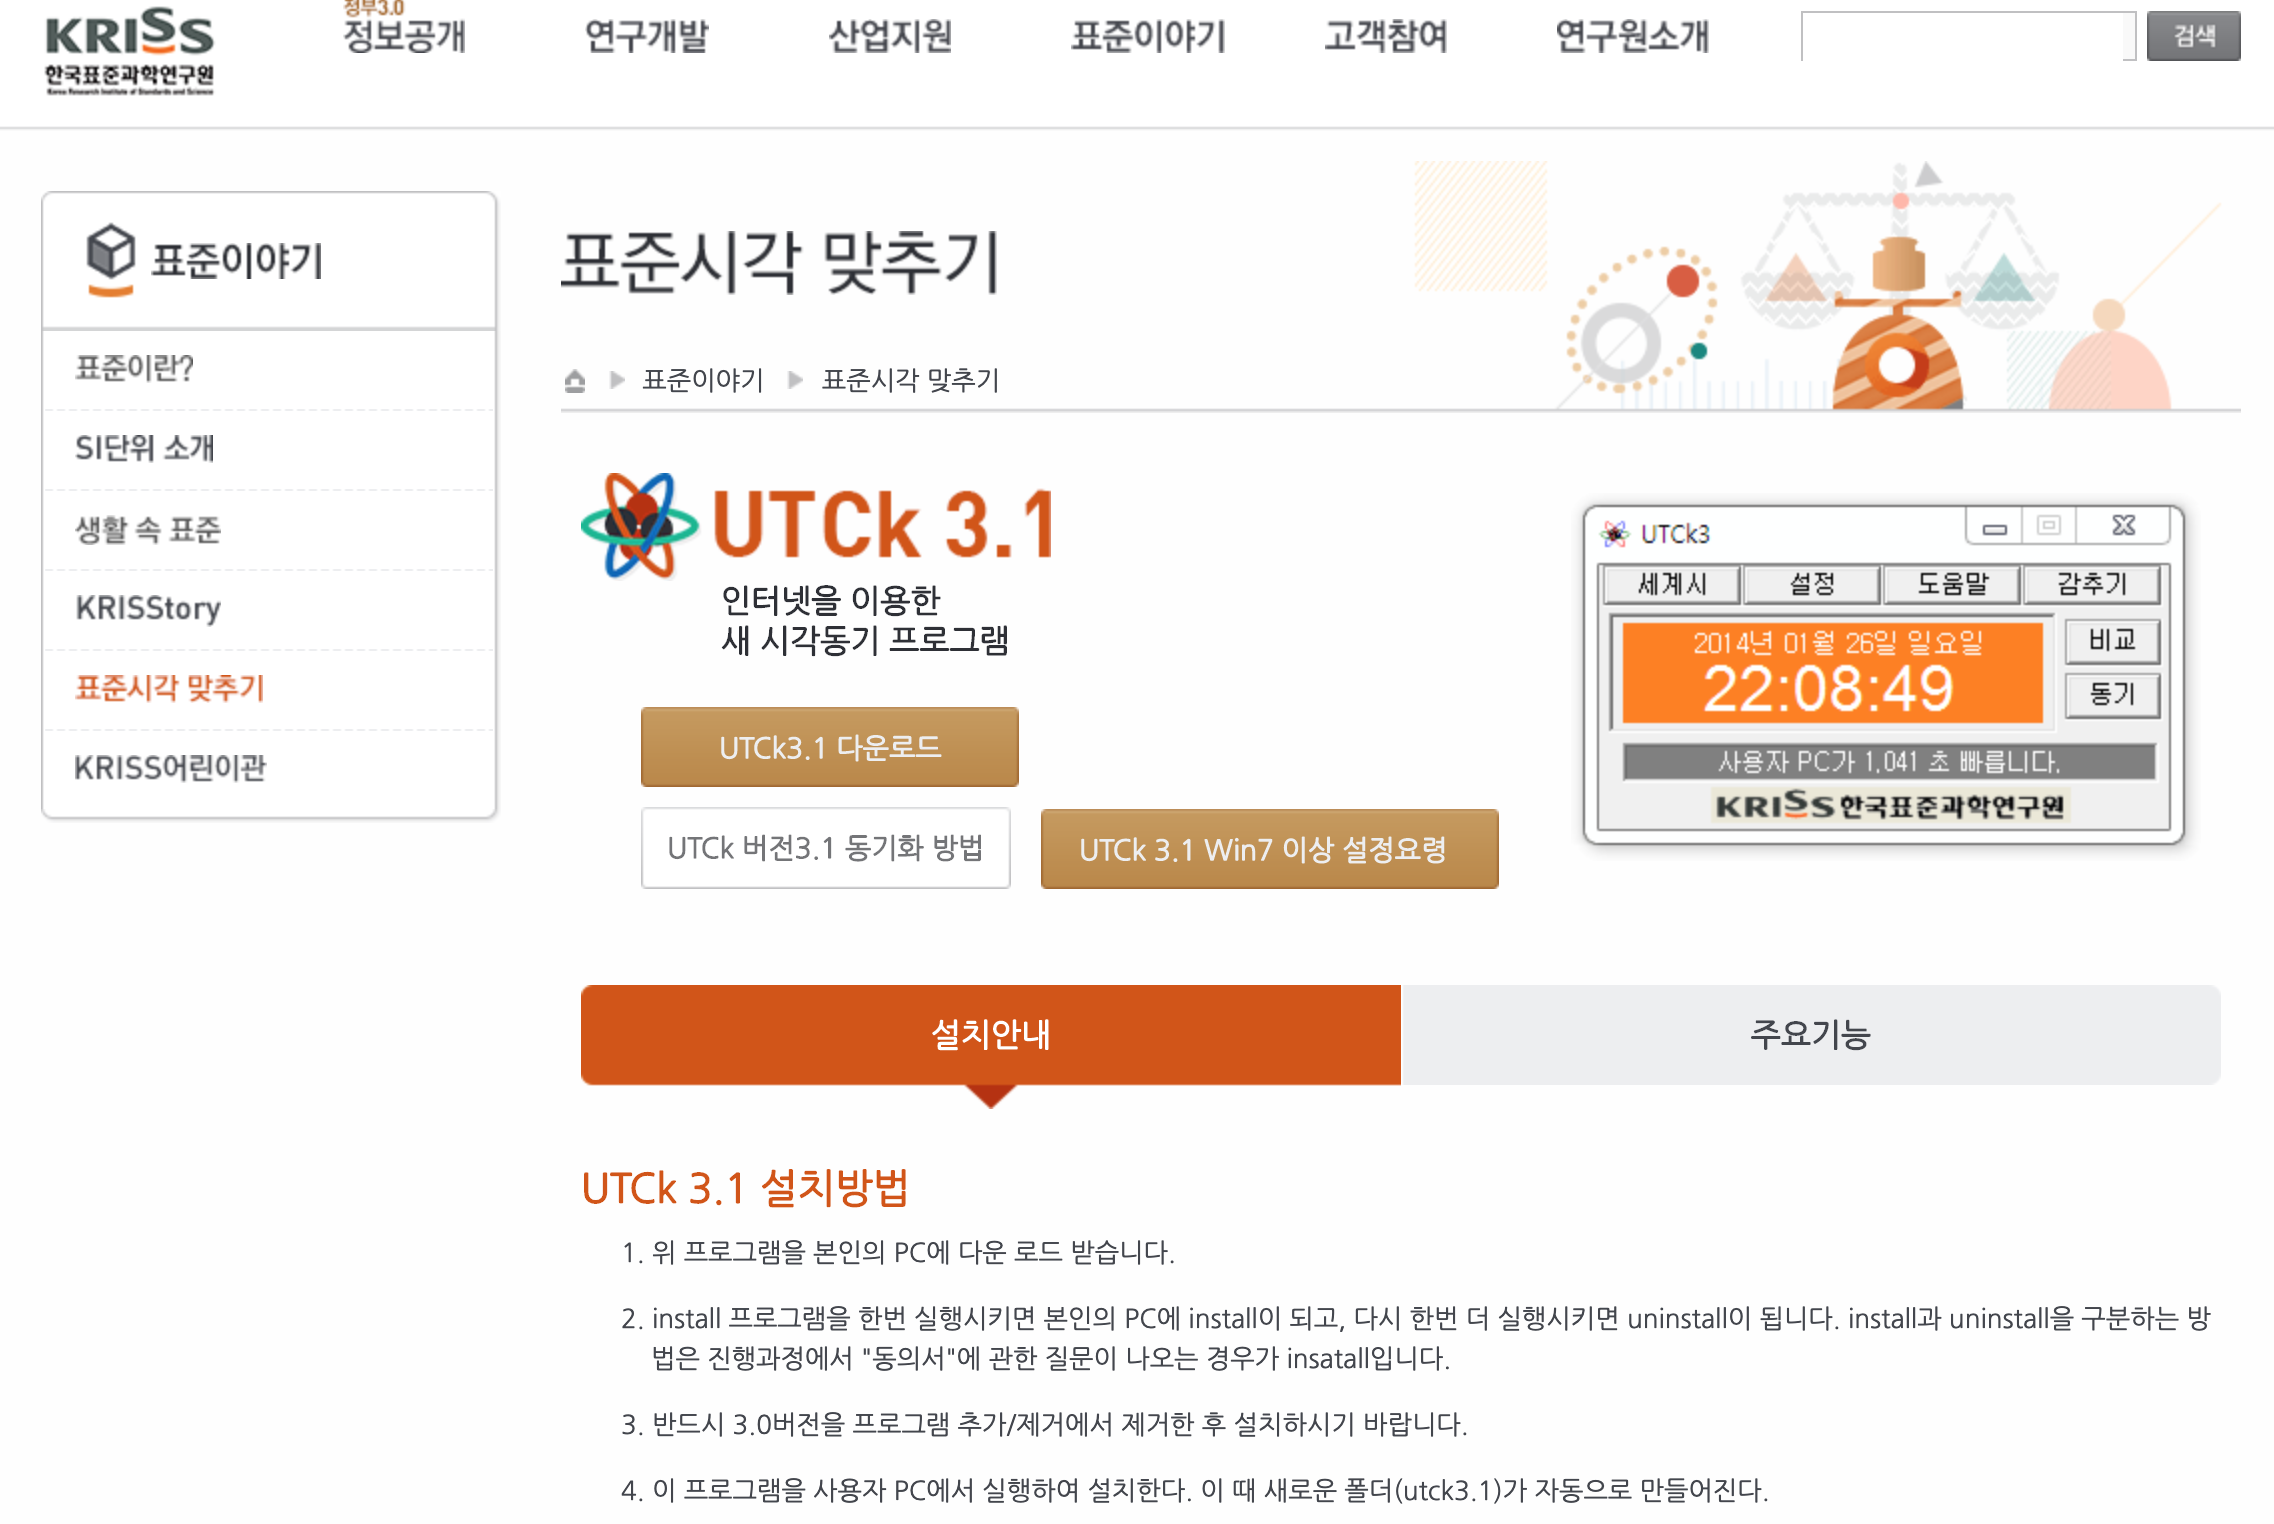 KRISS
한국표준과학연구원
Korea Research Institute of Standards and Science
정부3.0
정보공개
연구개발
산업지원
표준이야기
고객참여
연구원소개
검색
표준이야기
표준이란?
SI단위 소개
생활 속 표준
KRISStory
표준시각 맞추기
KRISS어린이관
표준시각 맞추기
표준이야기
표준시각 맞추기
UTCk 3.1
인터넷을 이용한
새 시각동기 프로그램
UTCk3.1 다운로드
UTCk 버전3.1 동기화 방법
UTCk 3.1 Win7 이상 설정요령
UTCk3
세계시
설정
도움말
감추기
2014년 01월 26일 일요일
22:08:49
비교
동기
사용자 PC가 1.041 초 빠릅니다.
KRISS한국표준과학연구원
설치안내
주요기능
UTCk 3.1 설치방법
1. 위 프로그램을 본인의 PC에 다운 로드 받습니다.
2. install 프로그램을 한번 실행시키면 본인의 PC에 install이 되고, 다시 한번 더 실행시키면 uninstall이 됩니다. install과 uninstall을 구분하는 방
법은 진행과정에서 "동의서"에 관한 질문이 나오는 경우가 insatall입니다.
3. 반드시 3.0버전을 프로그램 추가/제거에서 제거한 후 설치하시기 바랍니다.
4. 이 프로그램을 사용자 PC에서 실행하여 설치한다. 이 때 새로운 폴더(utck3.1)가 자동으로 만들어진다.